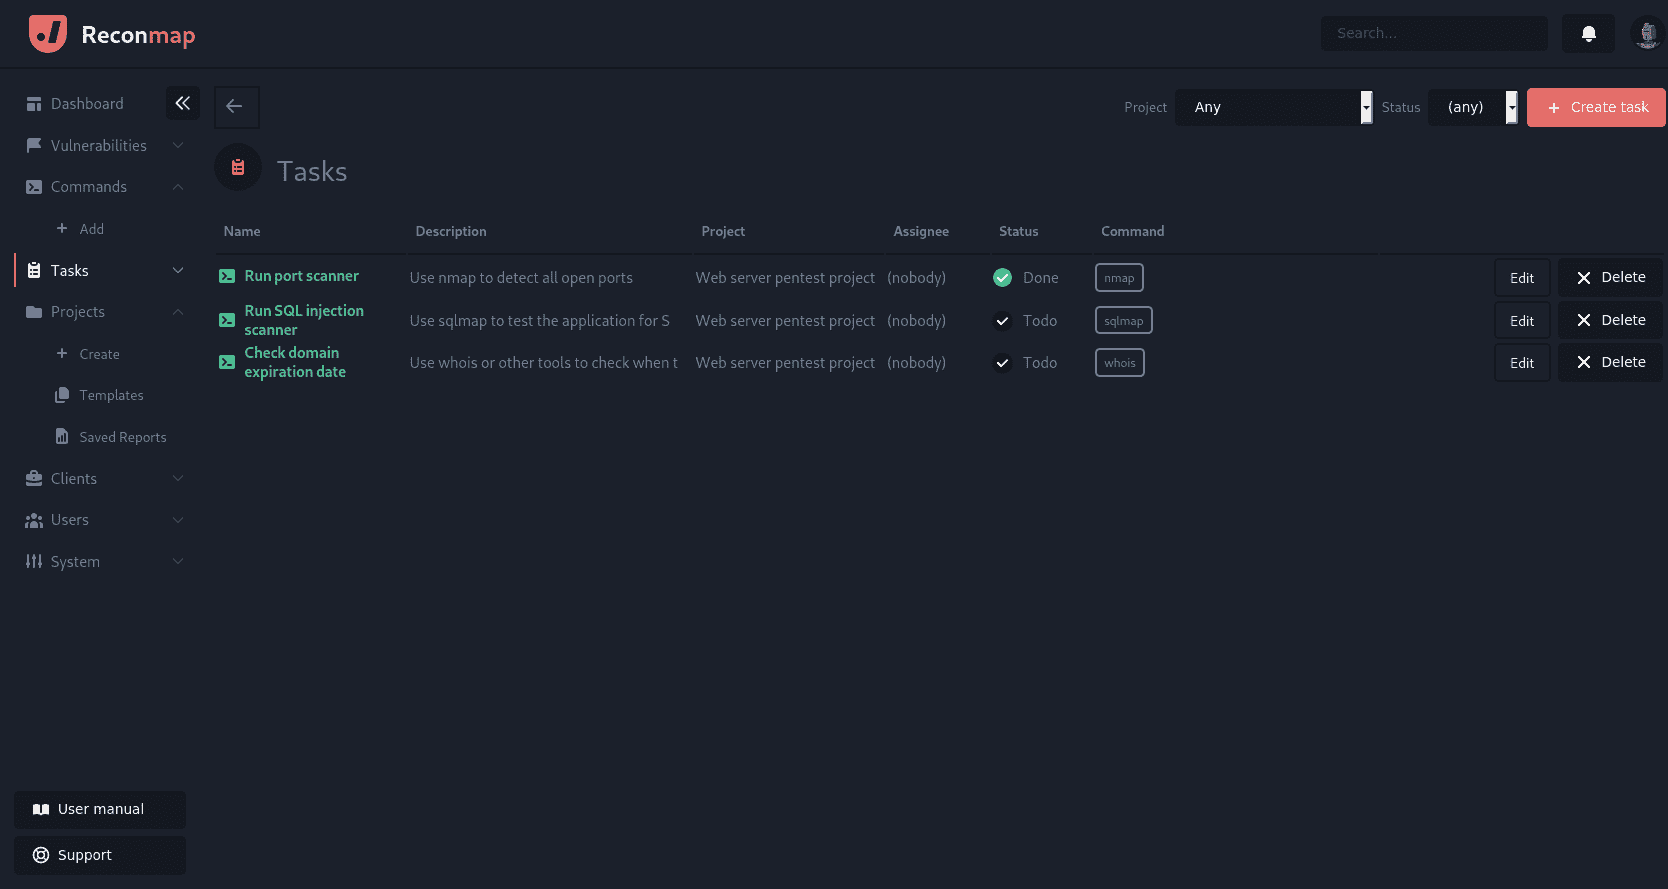 Reconmap
Search...
Dashboard
Vulnerabilities
Commands
Add
Tasks
Projects
Create
Templates
Saved Reports
Clients
Users
System
User manual
Support
Project Any Status (any) Create task
Tasks
Name Description Project Assignee Status Command
Run port scanner Use nmap to detect all open ports Web server pentest project (nobody) Done nmap Edit Delete
Run SQL injection
scanner
Use sqlmap to test the application for S Web server pentest project (nobody) Todo sqlmap Edit Delete
Check domain
expiration date
Use whois or other tools to check when t Web server pentest project (nobody) Todo whois Edit Delete